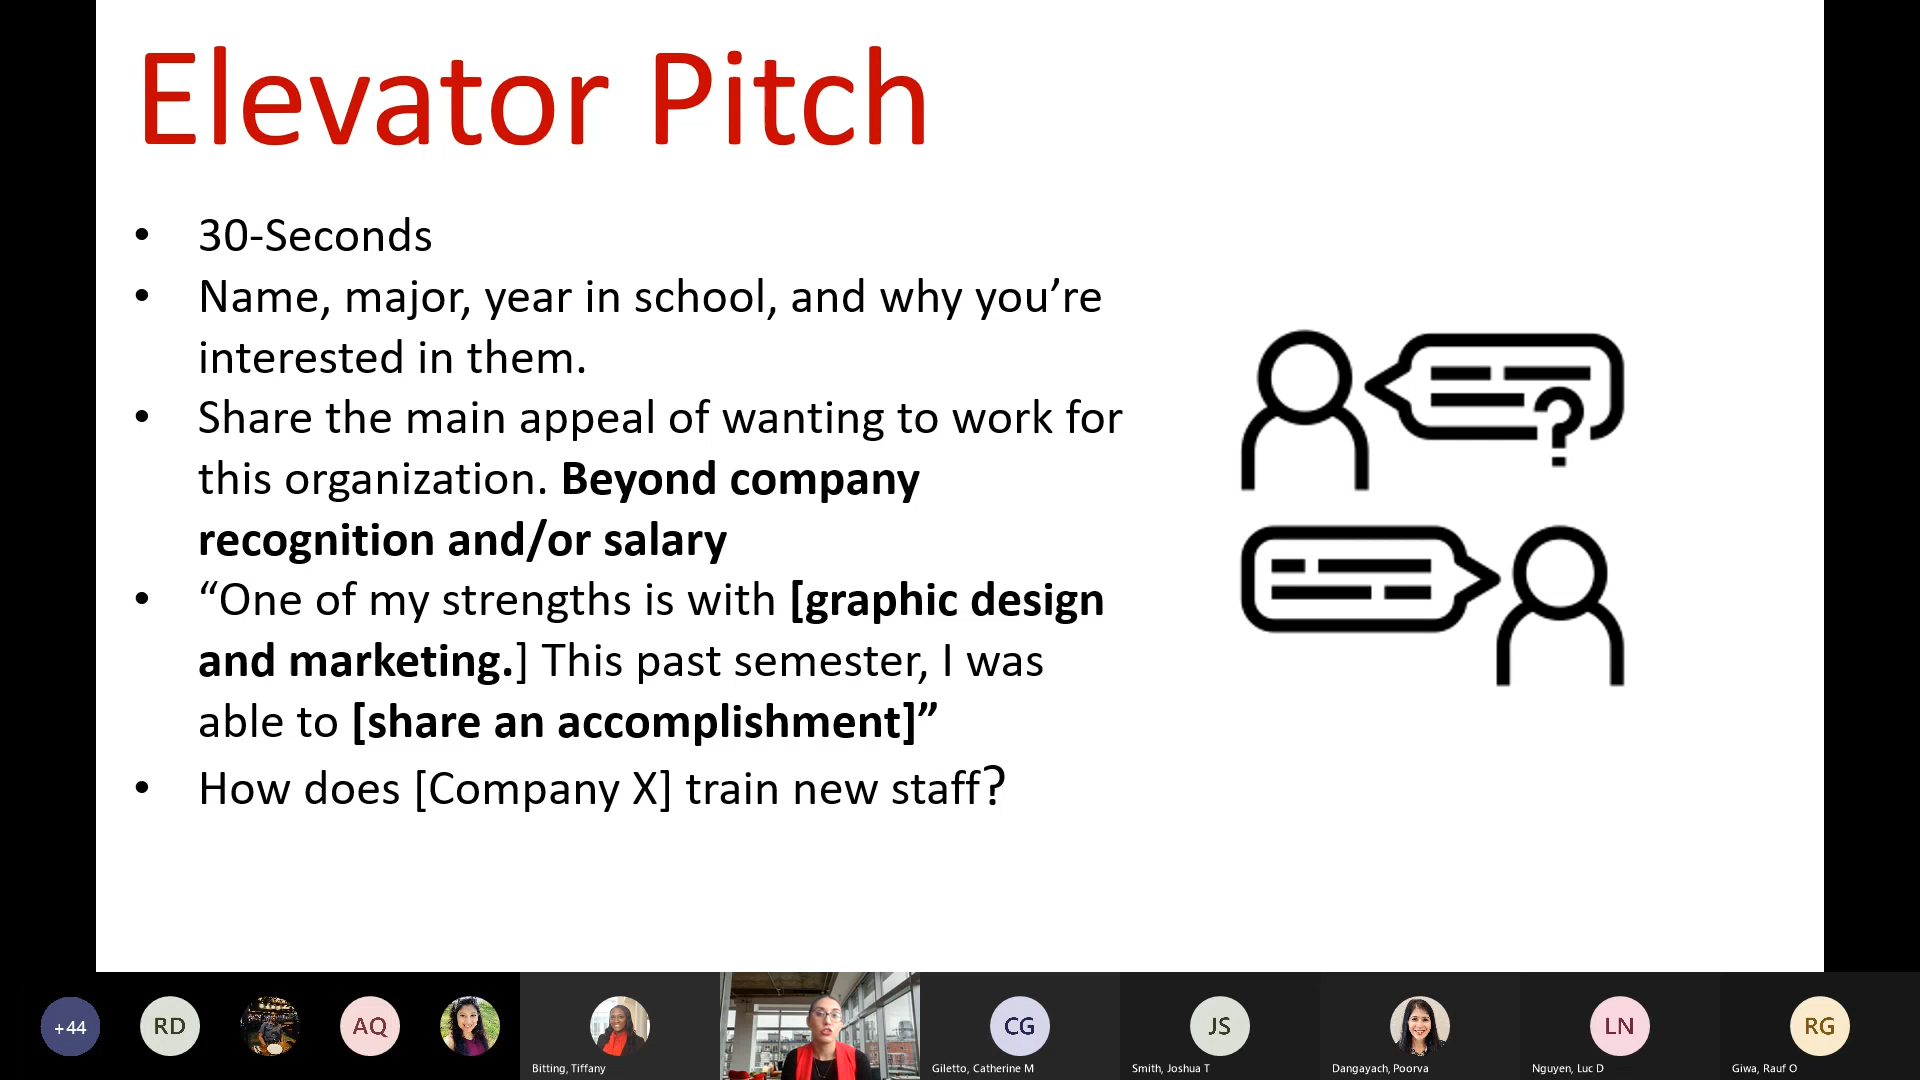 Elevator Pitch
• 30-Seconds
• Name, major, year in school, and why you’re
interested in them.
• Share the main appeal of wanting to work for
this organization. Beyond company
recognition and/or salary
• “One of my strengths is with [graphic design
and marketing.] This past semester, I was
able to [share an accomplishment]”
• How does [Company X] train new staff?
?
+44
RD
AQ
CG
JS
LN
RG
Bitting, Tiffany
Giletto, Catherine M
Smith, Joshua T
Dangayach, Poorva
Nguyen, Luc D
Giwa, Rauf O